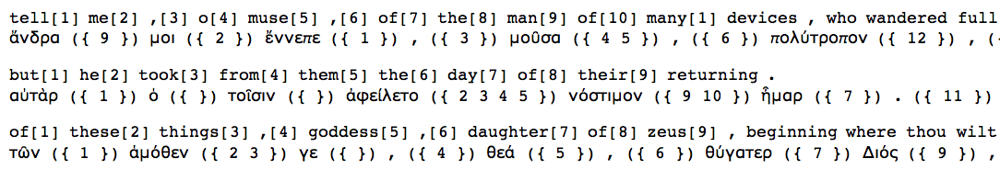 tell[1] me[2] ,[3] o[4] muse[5] ,[6] of[7] the[8] man[9] of[10] many[1] devices , who wandered full
ἄνδρα ({ 9 }) μοι ({ 2 }) ἔννεπε ({ 1 }) , ({ 3 }) μοῦσα ({ 4 5 }) , ({ 6 }) πολύτροπον ({ 12 }) , (
but[1] he[2] took[3] from[4] them[5] the[6] day[7] of[8] their[9] returning .
αὐτὰρ ({ 1 }) ὁ ({ }) τοῖσιν ({ }) ἀφείλετο ({ 2 3 4 5 }) νόστιμον ({ 9 10 }) ἦμαρ ({ 7 }) . ({ 11 })
of[1] these[2] things[3] ,[4] goddess[5] ,[6] daughter[7] of[8] zeus[9] , beginning where thou wilt
τῶν ({ 1 }) ἁμόθεν ({ 2 3 }) γε ({ }) , ({ 4 }) θεά ({ 5 }) , ({ 6 }) θύγατερ ({ 7 }) Διός ({ 9 }) ,